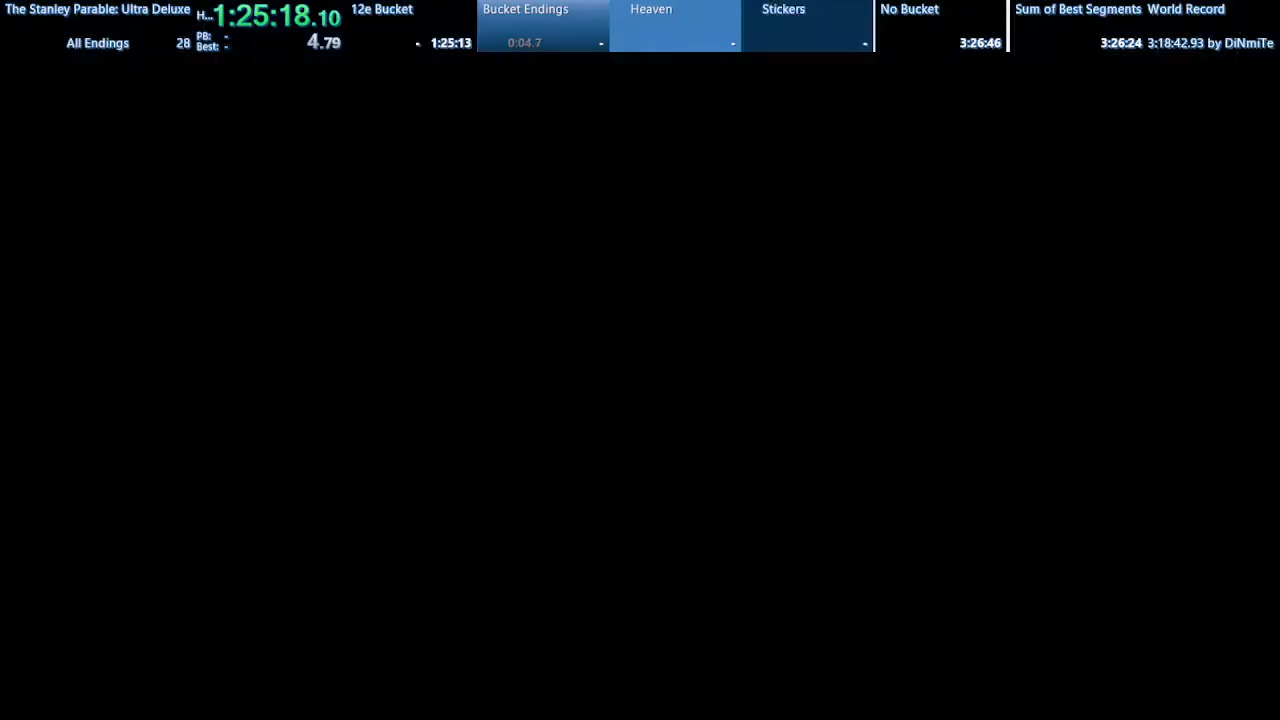 The Stanley Parable: Ultra Deluxe
All Endings 28
H... 1:25:18.10
PB: -
Best: -
4.79
12e Bucket
- 1:25:13
Bucket Endings
0:04.7 -
Heaven
-
Stickers
-
No Bucket
3:26:46
Sum of Best Segments
3:26:24
World Record
3:18:42.93 by DiNmiTe